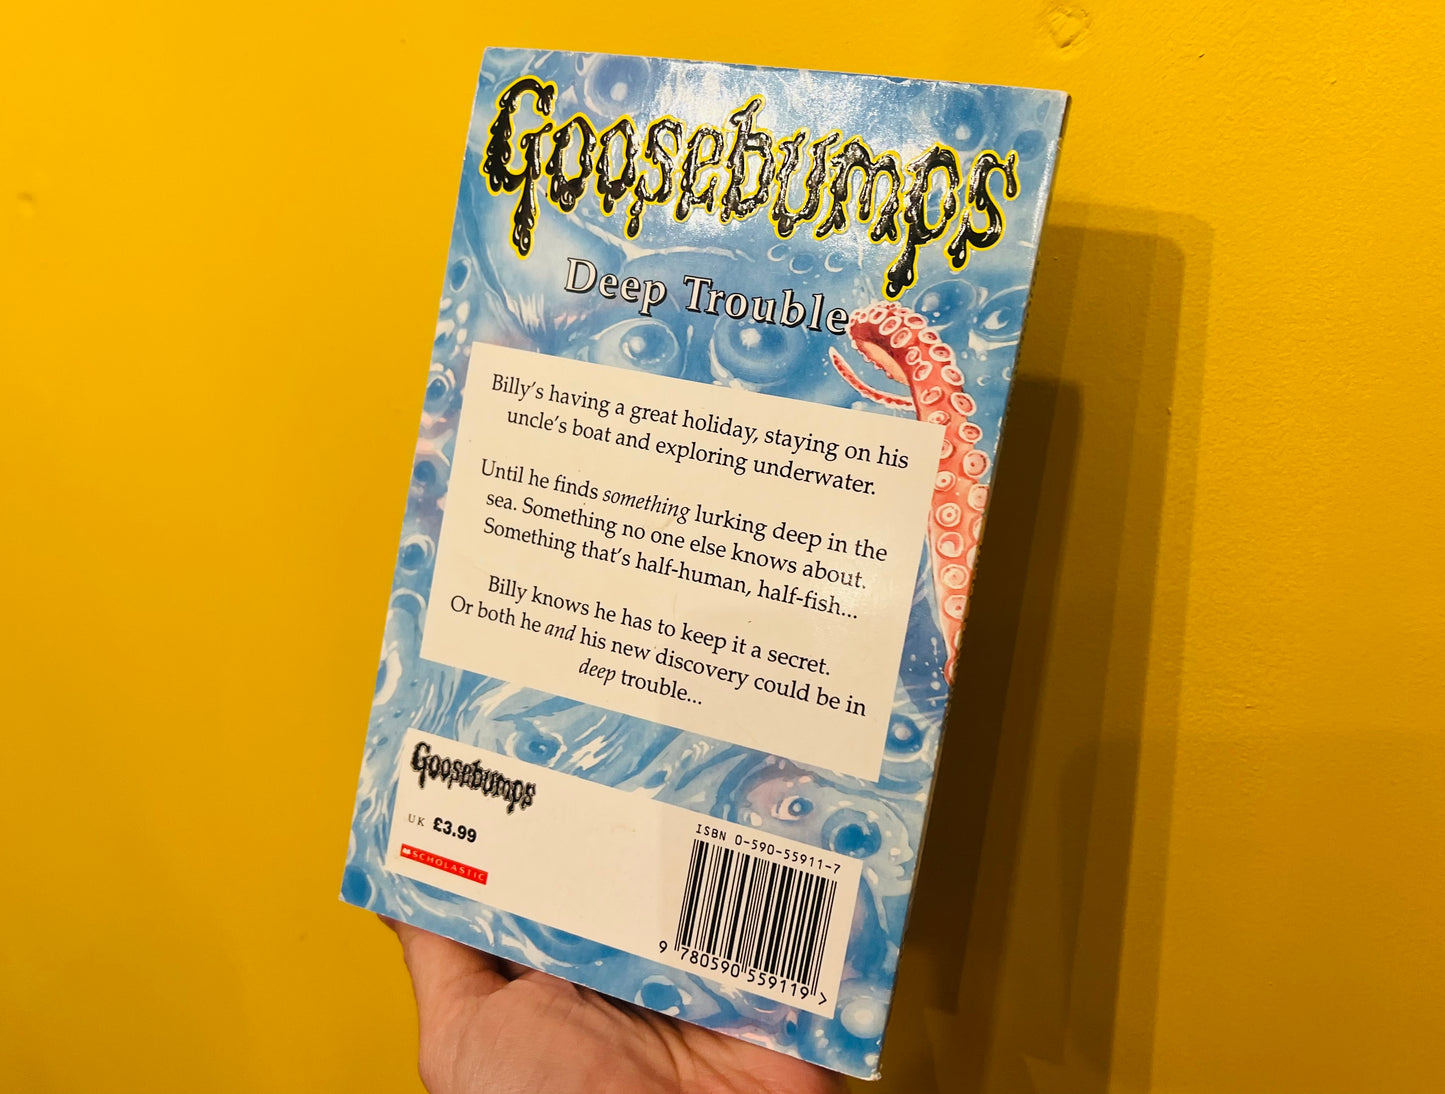 Goosebumps
Deep Trouble
Billy's having a great holiday, staying on his
uncle's boat and exploring underwater.
Until he finds something lurking deep in the
sea. Something no one else knows about.
Something that's half-human, half-fish...
Billy knows he has to keep it a secret.
Or both he and his new discovery could be in
deep trouble...
Goosebumps
UK £3.99
SCHOLASTIC
ISBN 0-590-55911-7
9 780590 559119 >